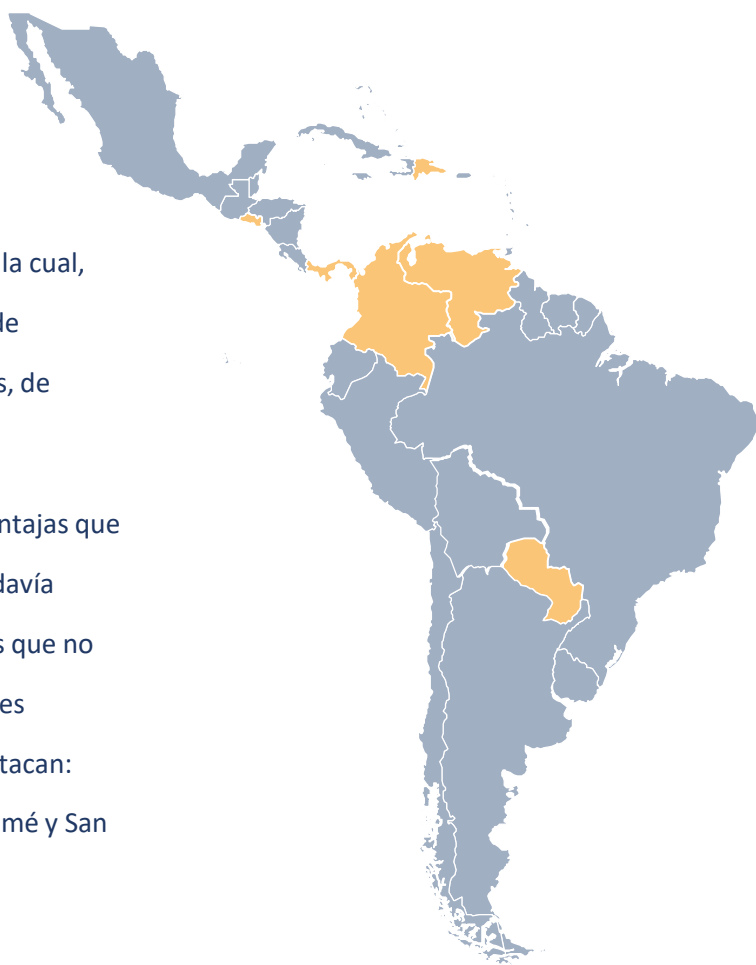 la cual,
de
s, de
ntajas que
davía
s que no
es
tacan:
mé y San